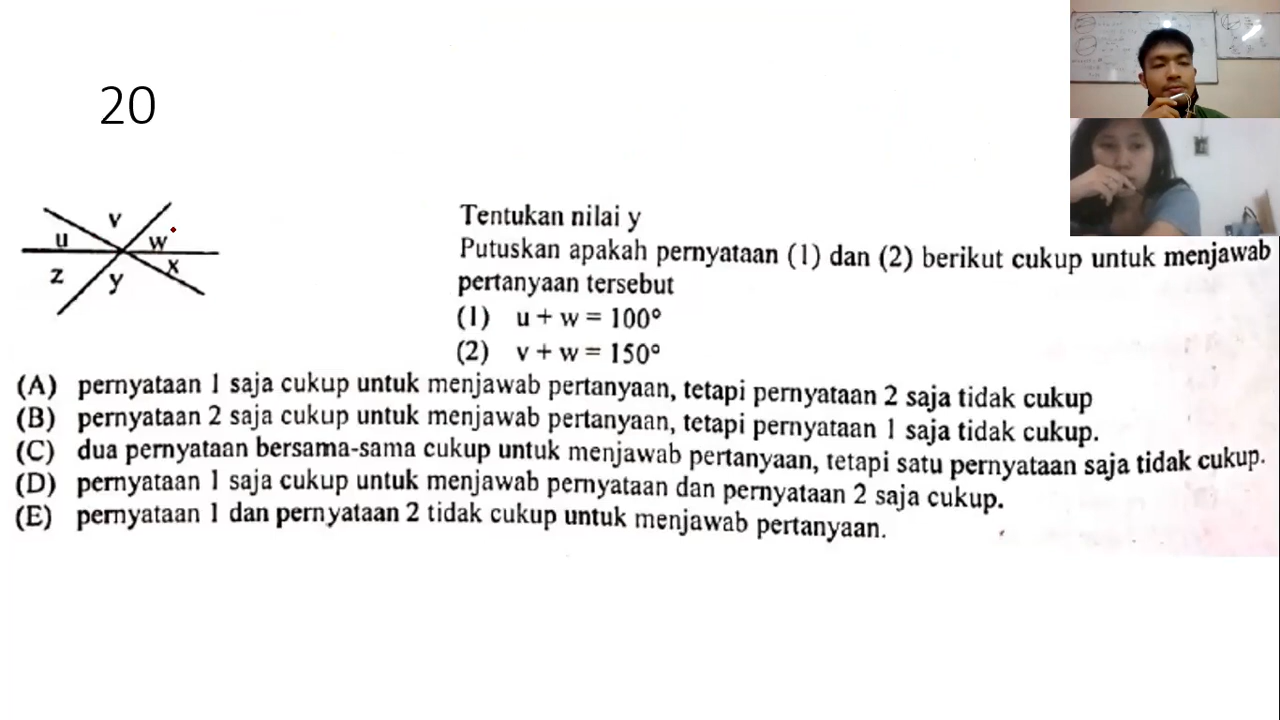 20
v
u
w
z
y
x
Tentukan nilai y
Putuskan apakah pernyataan (1) dan (2) berikut cukup untuk menjawab
pertanyaan tersebut
(1) u + w = 100°
(2) v + w = 150°
(A) pernyataan 1 saja cukup untuk menjawab pertanyaan, tetapi pernyataan 2 saja tidak cukup
(B) pernyataan 2 saja cukup untuk menjawab pertanyaan, tetapi pernyataan 1 saja tidak cukup.
(C) dua pernyataan bersama-sama cukup untuk menjawab pertanyaan, tetapi satu pernyataan saja tidak cukup.
(D) pernyataan 1 saja cukup untuk menjawab pernyataan dan pernyataan 2 saja cukup.
(E) pernyataan 1 dan pernyataan 2 tidak cukup untuk menjawab pertanyaan.